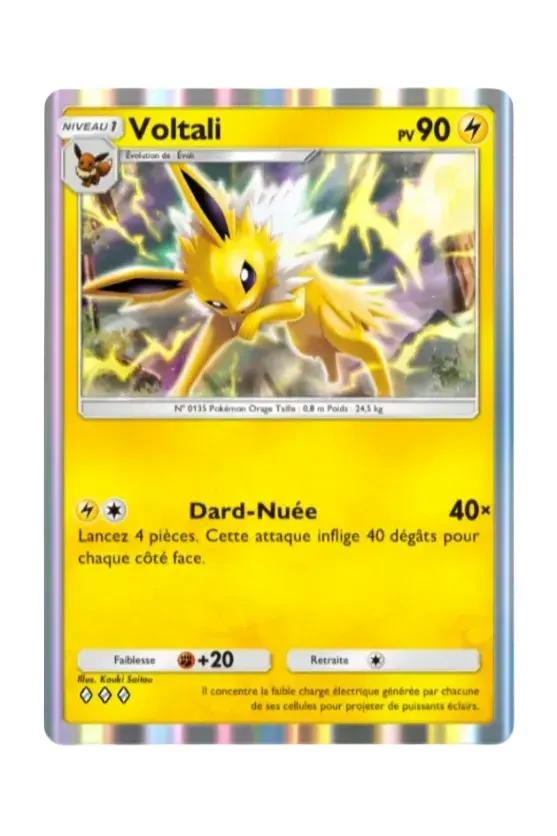 NIVEAU 1 Voltali PV 90
Évolution de : Évoli
N° 0135 Pokémon Orage Taille : 0,8 m Poids : 24,5 kg
Dard-Nuée 40×
Lancez 4 pièces. Cette attaque inflige 40 dégâts pour
chaque côté face.
Faiblesse +20 Retraite
Illus. Kouki Saitou
Il concentre la faible charge électrique générée par chacune
de ses cellules pour projeter de puissants éclairs.